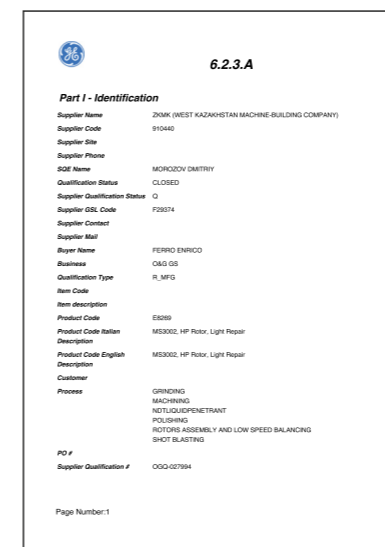 6.2.3.A
Part I - Identification
Supplier Name ZKMK (WEST KAZAKHSTAN MACHINE-BUILDING COMPANY)
Supplier Code 910440
Supplier Site
Supplier Phone
SQE Name MOROZOV DMITRIY
Qualification Status CLOSED
Supplier Qualification Status Q
Supplier GSL Code F29374
Supplier Contact
Supplier Mail
Buyer Name FERRO ENRICO
Business O&G GS
Qualification Type R_MFG
Item Code
Item description
Product Code E8269
Product Code Italian MS3002, HP Rotor, Light Repair
Description
Product Code English MS3002, HP Rotor, Light Repair
Description
Customer
Process GRINDING
MACHINING
NDTLIQUIDPENETRANT
POLISHING
ROTORS ASSEMBLY AND LOW SPEED BALANCING
SHOT BLASTING
PO #
Supplier Qualification # OGQ-027994
Page Number:1